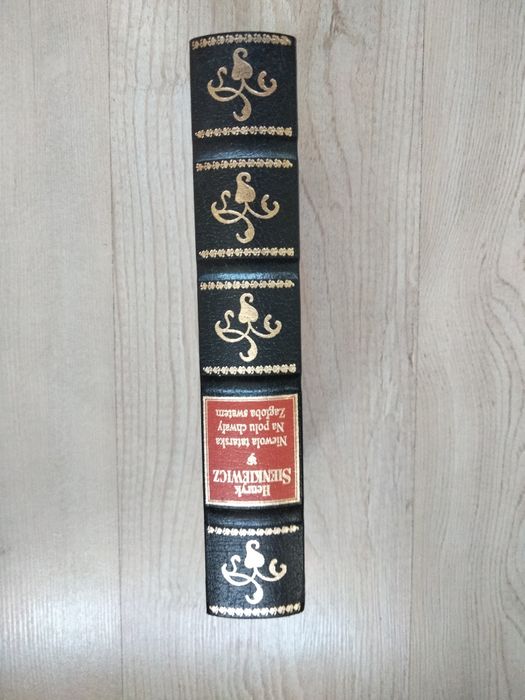 Henryk
SIENKIEWICZ
Niewola tatarska
Na polu chwały
Zagłoba swatem